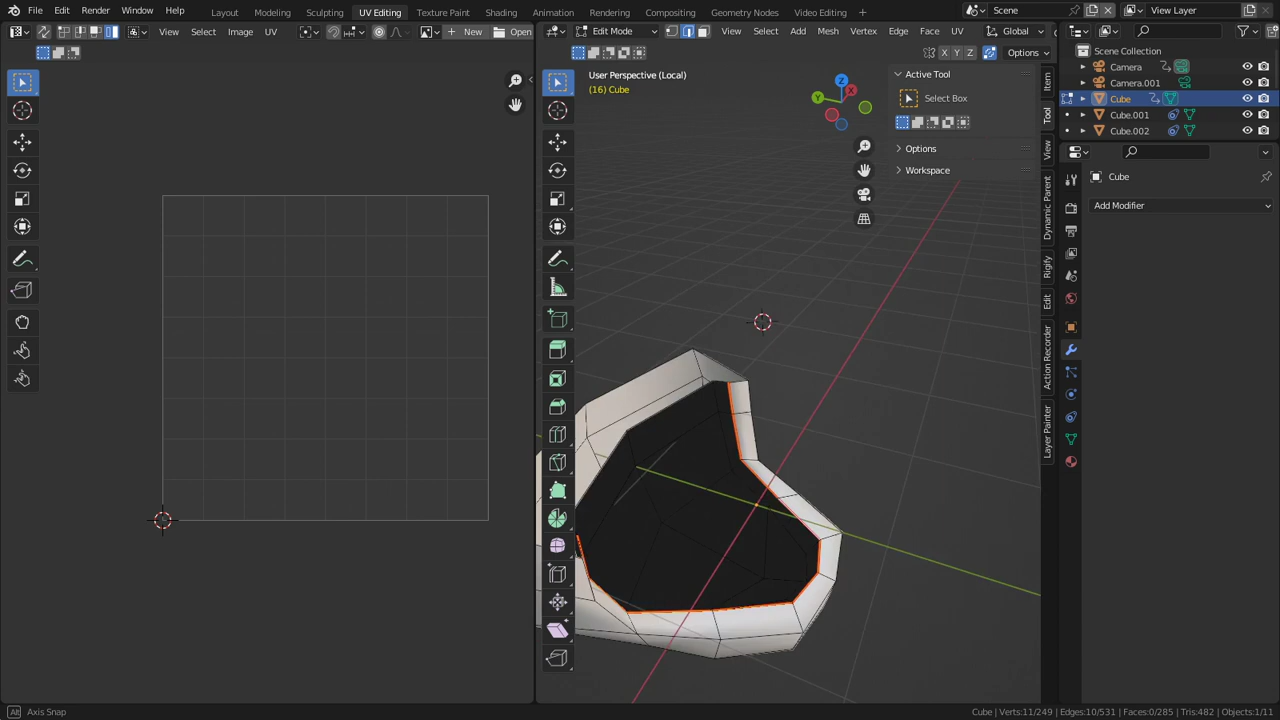 File Edit Render Window Help Layout Modeling Sculpting UV Editing Texture Paint Shading Animation Rendering Compositing Geometry Nodes Video Editing + Scene View Layer
View Select Image UV New Open Edit Mode View Select Add Mesh Vertex Edge Face UV Global
X Y Z Options
User Perspective (Local)
(16) Cube
Z
Y
X
Active Tool
Select Box
Options
Workspace
Item
Tool
View
Dynamic Parent
Rigify
Edit
Action Recorder
Layer Painter
Scene Collection
Camera
Camera.001
Cube
Cube.001
Cube.002
Cube
Add Modifier
Alt Axis Snap
Cube | Verts:11/249 | Edges:10/531 | Faces:0/285 | Tris:482 | Objects:1/11